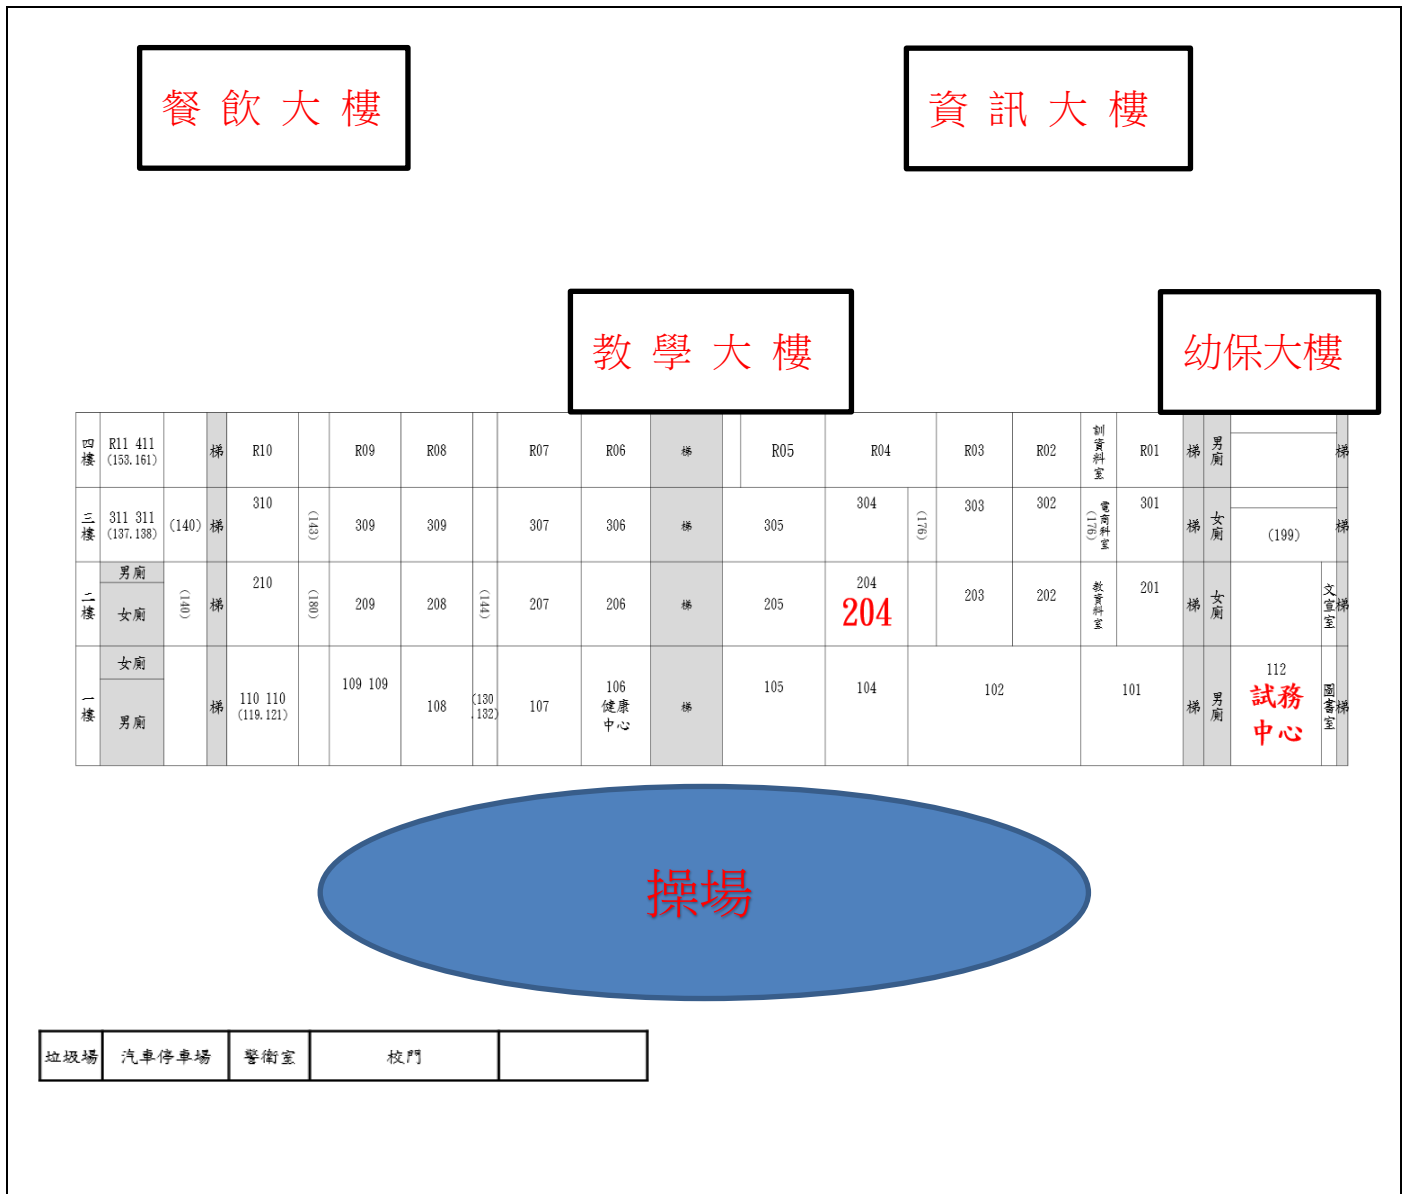 餐飲大樓
資訊大樓
教學大樓
幼保大樓
四樓 R11 411 (153.161) 梯 R10 R09 R08 R07 R06 梯 R05 R04 R03 R02 訓資料室 R01 梯 男廁 梯
三樓 311 311 (137.138) (140) 梯 310 (143) 309 309 307 306 梯 305 304 (176) 303 302 電商科室 (176) 301 梯 女廁 (199) 梯
二樓 男廁 女廁 (140) 梯 210 (180) 209 208 (144) 207 206 梯 205 204 204 203 202 教資料室 201 梯 女廁 文宣室 梯
一樓 女廁 男廁 梯 110 110 (119.121) 109 109 108 (130.132) 107 106 健康中心 梯 105 104 102 101 梯 男廁 112 試務中心 圖書室 梯
操場
垃圾場 汽車停車場 警衛室 校門